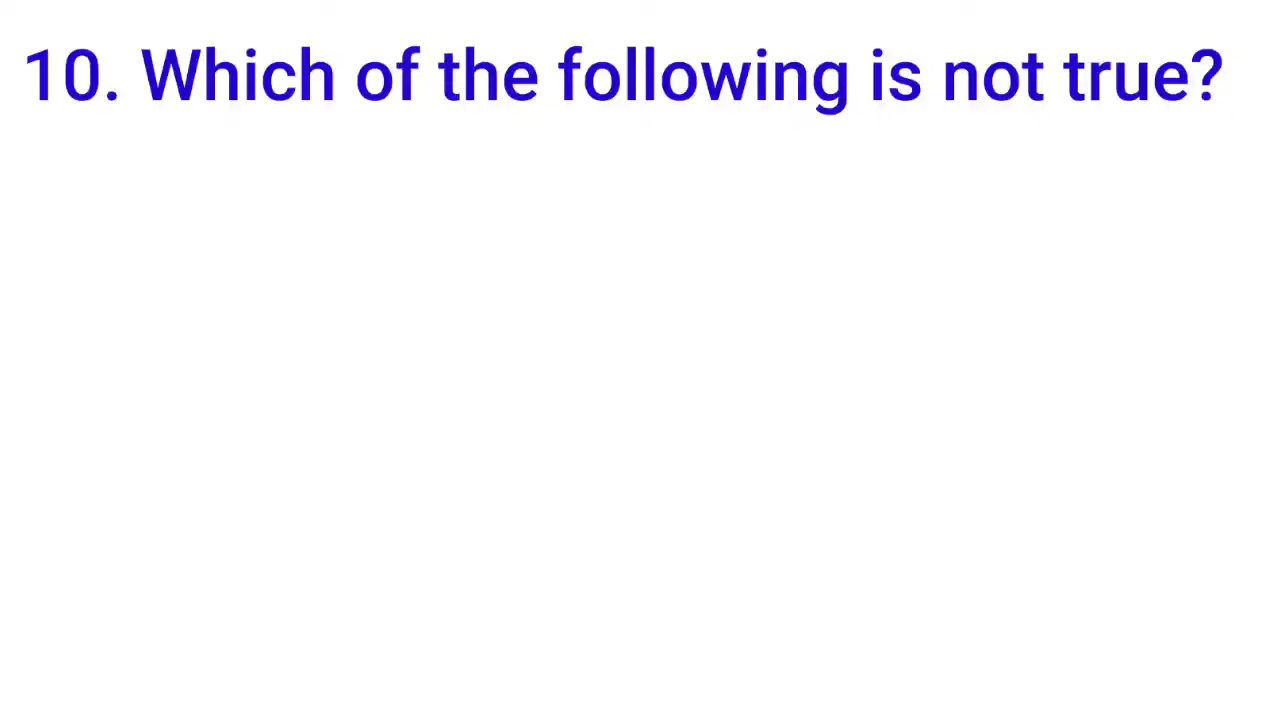 10. Which of the following is not true?